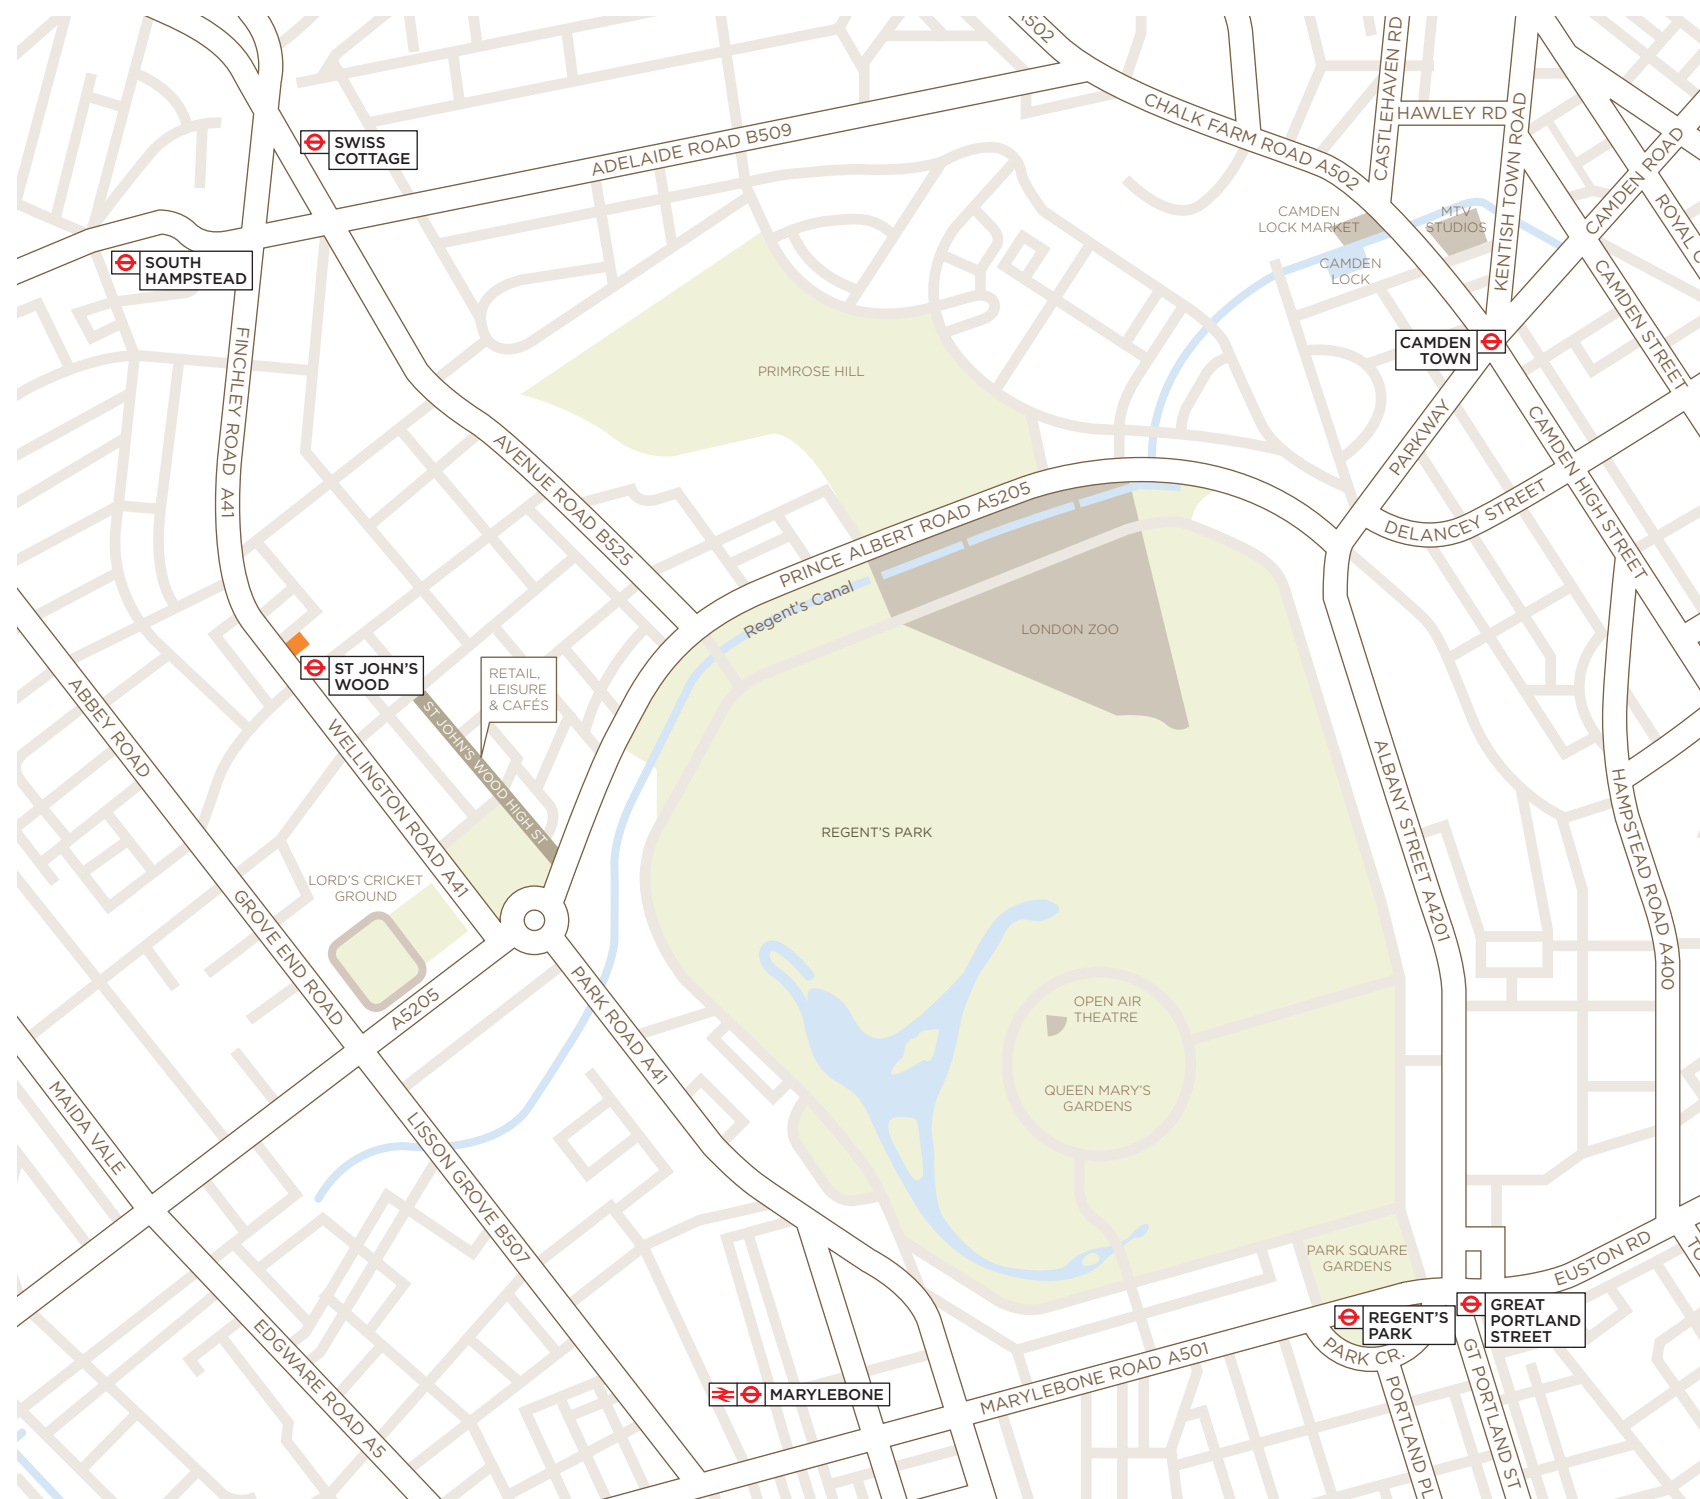 A502
CASTLEHAVEN RD
CHALK FARM ROAD A502
HAWLEY RD
KENTISH TOWN ROAD
CAMDEN ROAD
SWISS
COTTAGE
ADELAIDE ROAD B509
CAMDEN
LOCK MARKET
MTV
STUDIOS
SOUTH
HAMPSTEAD
CAMDEN
LOCK
CAMDEN STREET
CAMDEN
TOWN
FINCHLEY ROAD A41
PRIMROSE HILL
PARKWAY
CAMDEN HIGH STREET
AVENUE ROAD B525
PRINCE ALBERT ROAD A5205
DELANCEY STREET
Regent's Canal
LONDON ZOO
ST JOHN'S
WOOD
RETAIL,
LEISURE
& CAFÉS
ABBEY ROAD
ST JOHN'S WOOD HIGH ST
WELLINGTON ROAD A41
ALBANY STREET A4201
HAMPSTEAD ROAD A400
REGENT'S PARK
LORD'S CRICKET
GROUND
GROVE END ROAD
A5205
PARK ROAD A41
OPEN AIR
THEATRE
QUEEN MARY'S
GARDENS
MAIDA VALE
LISSON GROVE B507
PARK SQUARE
GARDENS
EUSTON RD
REGENT'S
PARK
GREAT
PORTLAND
STREET
EDGWARE ROAD A5
PARK CR.
MARYLEBONE ROAD A501
GT PORTLAND ST
MARYLEBONE
PORTLAND PL